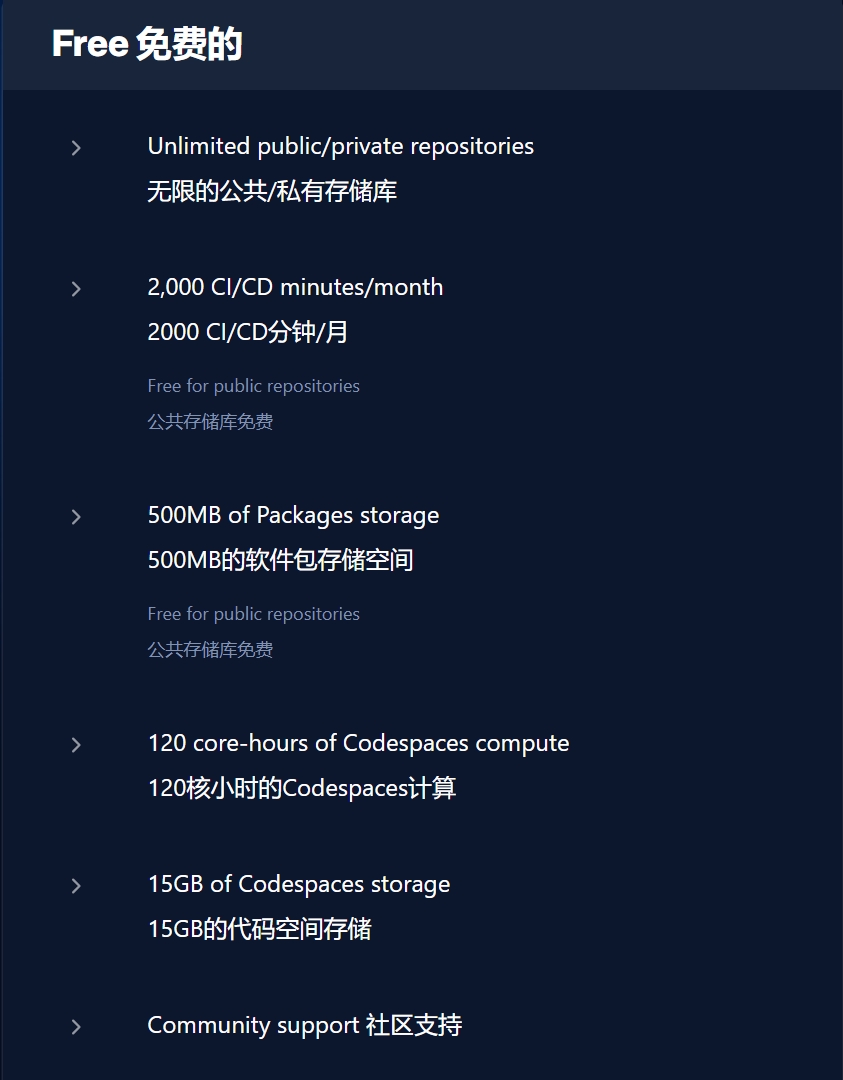 Free 免费的
Unlimited public/private repositories
无限的公共/私有存储库
2,000 CI/CD minutes/month
2000 CI/CD分钟/月
Free for public repositories
公共存储库免费
500MB of Packages storage
500MB的软件包存储空间
Free for public repositories
公共存储库免费
120 core-hours of Codespaces compute
120核小时的Codespaces计算
15GB of Codespaces storage
15GB的代码空间存储
Community support 社区支持